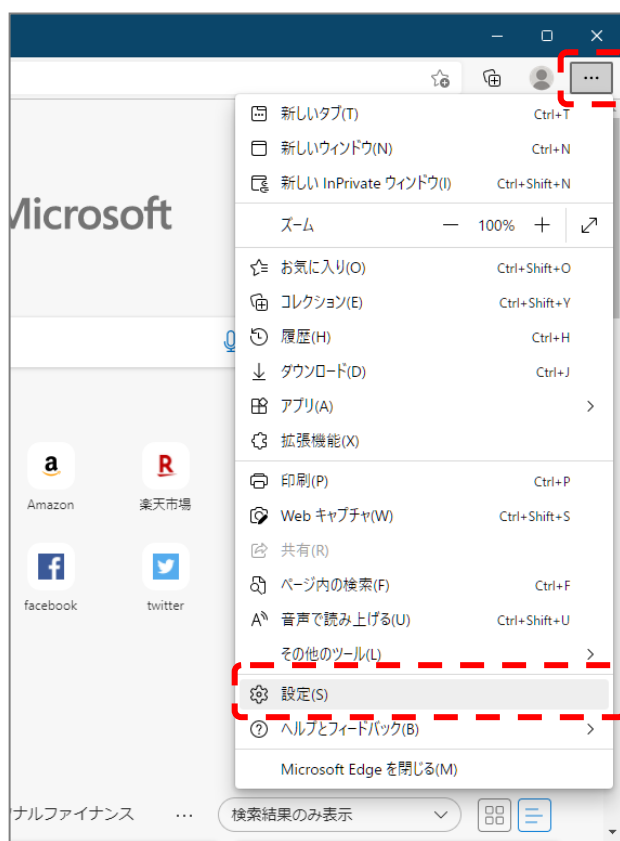 Microsoft
新しいタブ(T) Ctrl+T
新しいウィンドウ(N) Ctrl+N
新しい InPrivate ウィンドウ(I) Ctrl+Shift+N
ズーム — 100% +
お気に入り(O) Ctrl+Shift+O
コレクション(E) Ctrl+Shift+Y
履歴(H) Ctrl+H
ダウンロード(D) Ctrl+J
アプリ(A)
拡張機能(X)
印刷(P) Ctrl+P
Web キャプチャ(W) Ctrl+Shift+S
共有(R)
ページ内の検索(F) Ctrl+F
音声で読み上げる(U) Ctrl+Shift+U
その他のツール(L)
設定(S)
ヘルプとフィードバック(B)
Microsoft Edge を閉じる(M)
a R
Amazon 楽天市場
facebook twitter
ナルファイナンス ... 検索結果のみ表示